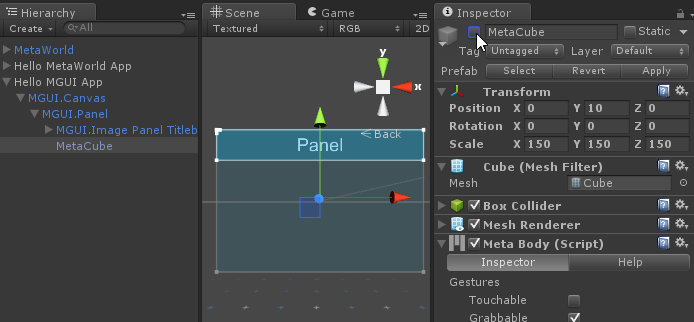 Hierarchy
Create
All
MetaWorld
Hello MetaWorld App
Hello MGUI App
MGUI.Canvas
MGUI.Panel
MGUI.Image Panel Titleb
MetaCube
Scene
Game
Textured
RGB
2D
y
x
Back
Panel
Inspector
MetaCube
Static
Tag Untagged Layer Default
Prefab Select Revert Apply
Transform
Position X 0 Y 10 Z 0
Rotation X 0 Y 0 Z 0
Scale X 150 Y 150 Z 150
Cube (Mesh Filter)
Mesh Cube
Box Collider
Mesh Renderer
Meta Body (Script)
Inspector Help
Gestures
Touchable
Grabbable